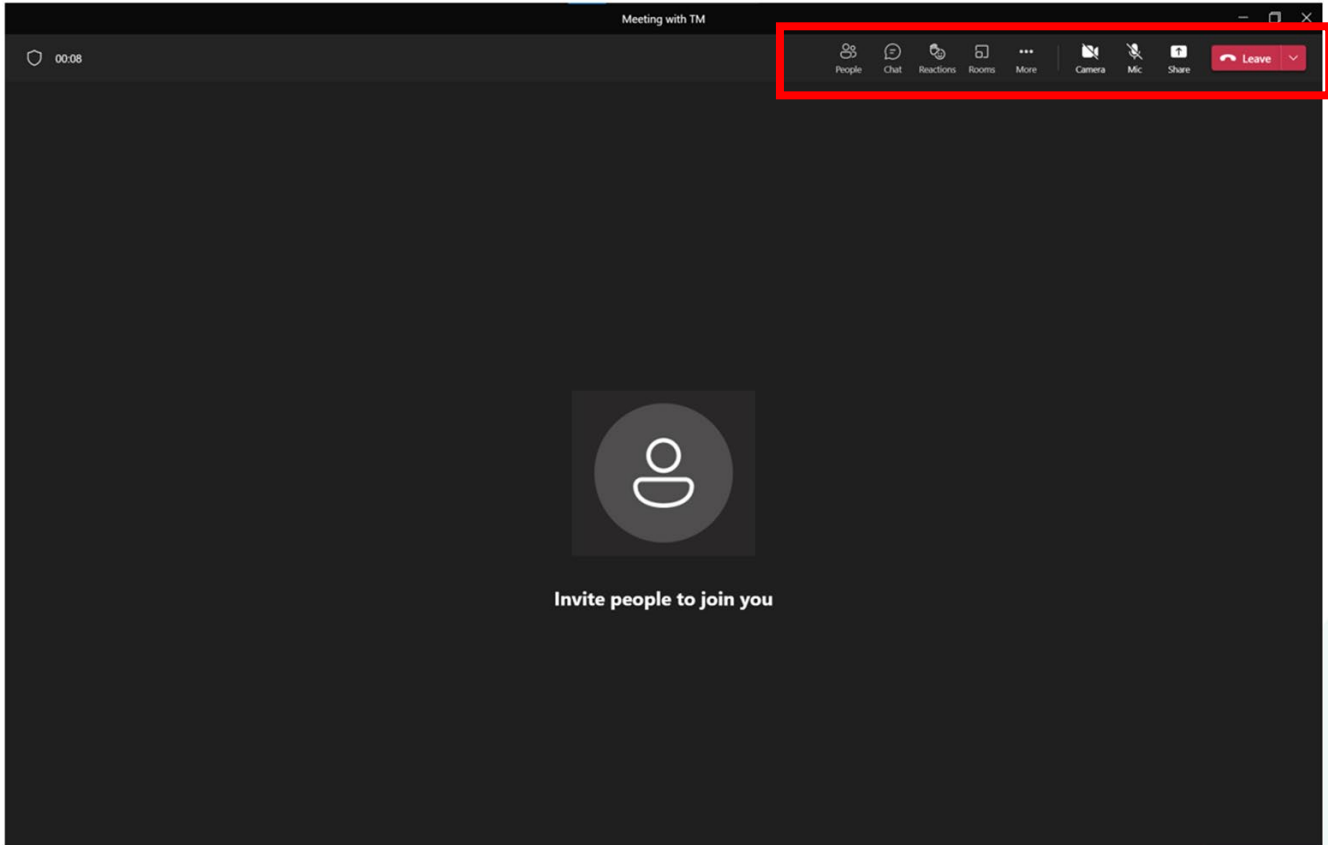 Meeting with TM
00:08
People Chat Reactions Rooms More Camera Mic Share Leave
Invite people to join you